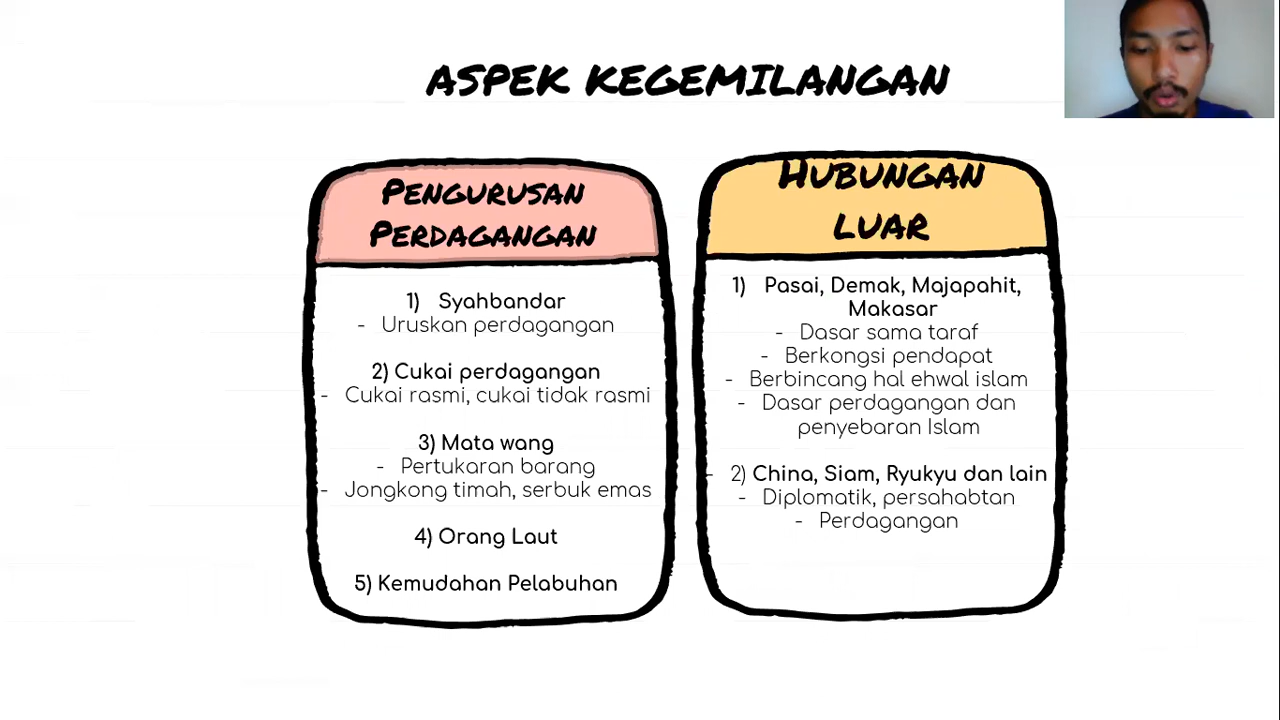 ASPEK KEGEMILANGAN
PENGURUSAN
PERDAGANGAN
1) Syahbandar
- Uruskan perdagangan
2) Cukai perdagangan
- Cukai rasmi, cukai tidak rasmi
3) Mata wang
- Pertukaran barang
- Jongkong timah, serbuk emas
4) Orang Laut
5) Kemudahan Pelabuhan
HUBUNGAN
LUAR
1) Pasai, Demak, Majapahit,
Makasar
- Dasar sama taraf
- Berkongsi pendapat
- Berbincang hal ehwal islam
- Dasar perdagangan dan
penyebaran Islam
- 2) China, Siam, Ryukyu dan lain
- Diplomatik, persahabtan
- Perdagangan